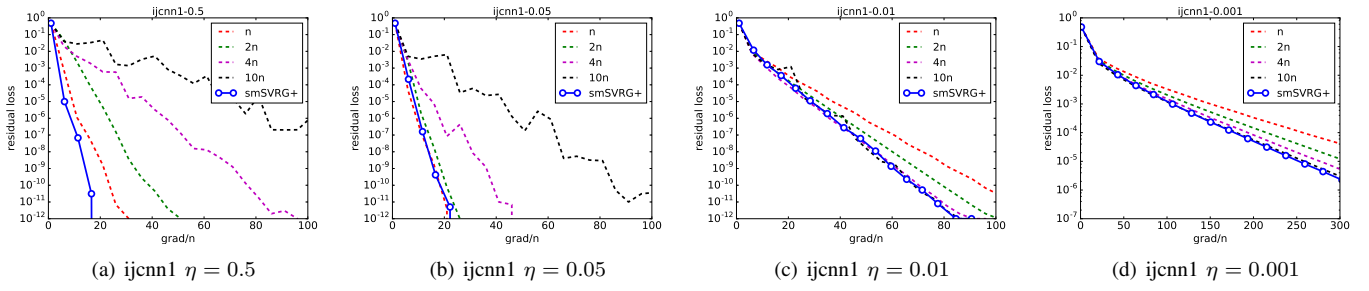 ijcnn1-0.5
10^0
10^-1
10^-2
10^-3
10^-4
10^-5
10^-6
10^-7
10^-8
10^-9
10^-10
10^-11
10^-12
residual loss
n
2n
4n
10n
smSVRG+
0 20 40 60 80 100
grad/n
(a) ijcnn1 η = 0.5
ijcnn1-0.05
10^0
10^-1
10^-2
10^-3
10^-4
10^-5
10^-6
10^-7
10^-8
10^-9
10^-10
10^-11
10^-12
residual loss
n
2n
4n
10n
smSVRG+
0 20 40 60 80 100
grad/n
(b) ijcnn1 η = 0.05
ijcnn1-0.01
10^0
10^-1
10^-2
10^-3
10^-4
10^-5
10^-6
10^-7
10^-8
10^-9
10^-10
10^-11
10^-12
residual loss
n
2n
4n
10n
smSVRG+
0 20 40 60 80 100
grad/n
(c) ijcnn1 η = 0.01
ijcnn1-0.001
10^0
10^-1
10^-2
10^-3
10^-4
10^-5
10^-6
10^-7
residual loss
n
2n
4n
10n
smSVRG+
0 50 100 150 200 250 300
grad/n
(d) ijcnn1 η = 0.001